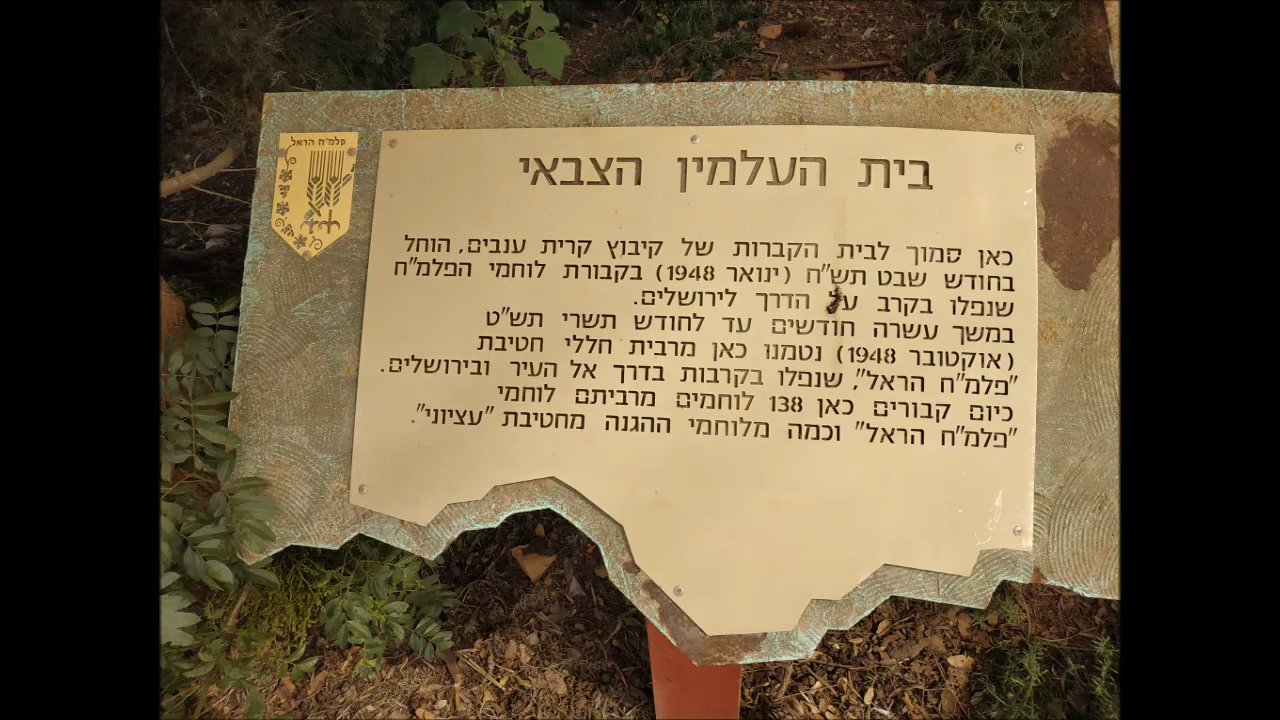 פלמ"ח הראל
בית העלמין הצבאי
כאן סמוך לבית הקברות של קיבוץ קרית ענבים, הוחל
בחודש שבט תש"ח (ינואר 1948) בקבורת לוחמי הפלמ"ח
שנפלו בקרב על הדרך לירושלים.
במשך עשרה חודשים עד לחודש תשרי תש"ט
(אוקטובר 1948) נטמנו כאן מרבית חללי חטיבת
"פלמ"ח הראל", שנפלו בקרבות בדרך אל העיר ובירושלים.
כיום קבורים כאן 138 לוחמים מרביתם לוחמי
"פלמ"ח הראל" וכמה מלוחמי ההגנה מחטיבת "עציוני".